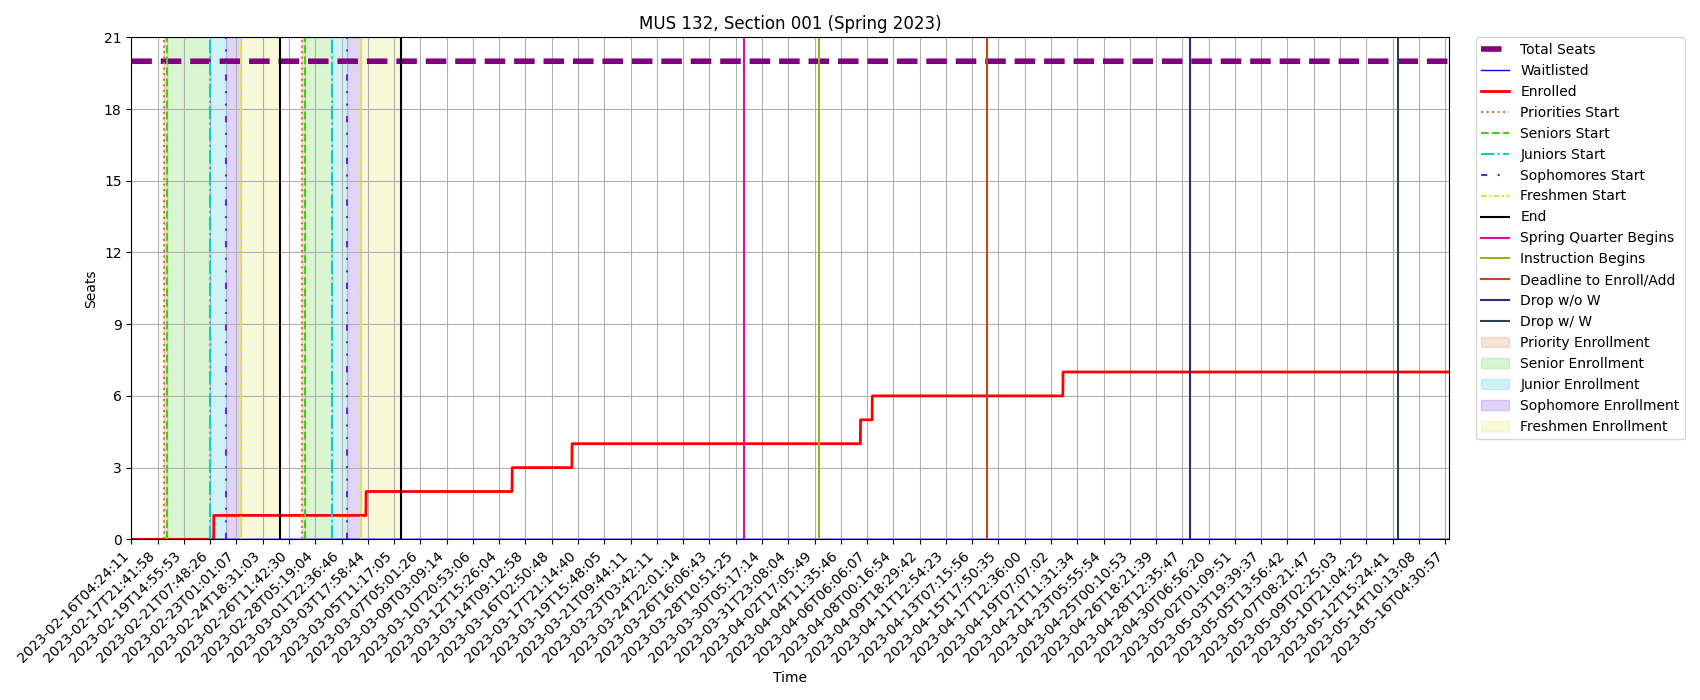 MUS 132, Section 001 (Spring 2023)
21
18
15
12
9
6
3
0
Seats
2023-02-16T04:24:11
2023-02-17T21:41:58
2023-02-19T14:55:53
2023-02-21T07:48:26
2023-02-23T01:01:07
2023-02-24T18:31:03
2023-02-26T11:42:30
2023-02-28T05:19:04
2023-03-01T22:36:46
2023-03-03T17:58:44
2023-03-05T11:17:05
2023-03-07T05:01:26
2023-03-09T03:09:14
2023-03-10T20:53:06
2023-03-12T15:26:04
2023-03-14T09:12:58
2023-03-16T02:50:48
2023-03-17T21:14:40
2023-03-19T15:48:05
2023-03-21T09:44:11
2023-03-23T03:42:11
2023-03-24T22:01:14
2023-03-26T16:06:43
2023-03-28T10:51:25
2023-03-30T05:17:14
2023-03-31T23:08:04
2023-04-02T17:05:49
2023-04-04T11:35:46
2023-04-06T06:06:07
2023-04-08T00:16:54
2023-04-09T18:29:42
2023-04-11T12:54:23
2023-04-13T07:15:56
2023-04-15T17:50:35
2023-04-17T12:36:00
2023-04-19T07:07:02
2023-04-21T11:31:34
2023-04-23T05:55:54
2023-04-25T00:10:53
2023-04-26T18:21:39
2023-04-28T12:35:47
2023-04-30T06:56:20
2023-05-02T01:09:51
2023-05-03T19:39:37
2023-05-05T13:56:42
2023-05-07T08:21:47
2023-05-09T02:25:03
2023-05-10T21:04:25
2023-05-12T15:24:41
2023-05-14T10:13:08
2023-05-16T04:30:57
Time
Total Seats
Waitlisted
Enrolled
Priorities Start
Seniors Start
Juniors Start
Sophomores Start
Freshmen Start
End
Spring Quarter Begins
Instruction Begins
Deadline to Enroll/Add
Drop w/o W
Drop w/ W
Priority Enrollment
Senior Enrollment
Junior Enrollment
Sophomore Enrollment
Freshmen Enrollment